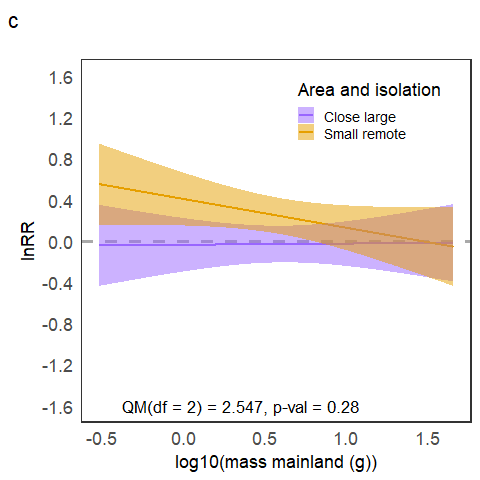 c
Area and isolation
Close large
Small remote
lnRR
1.6
1.2
0.8
0.4
0.0
-0.4
-0.8
-1.2
-1.6
QM(df = 2) = 2.547, p-val = 0.28
-0.5 0.0 0.5 1.0 1.5
log10(mass mainland (g))